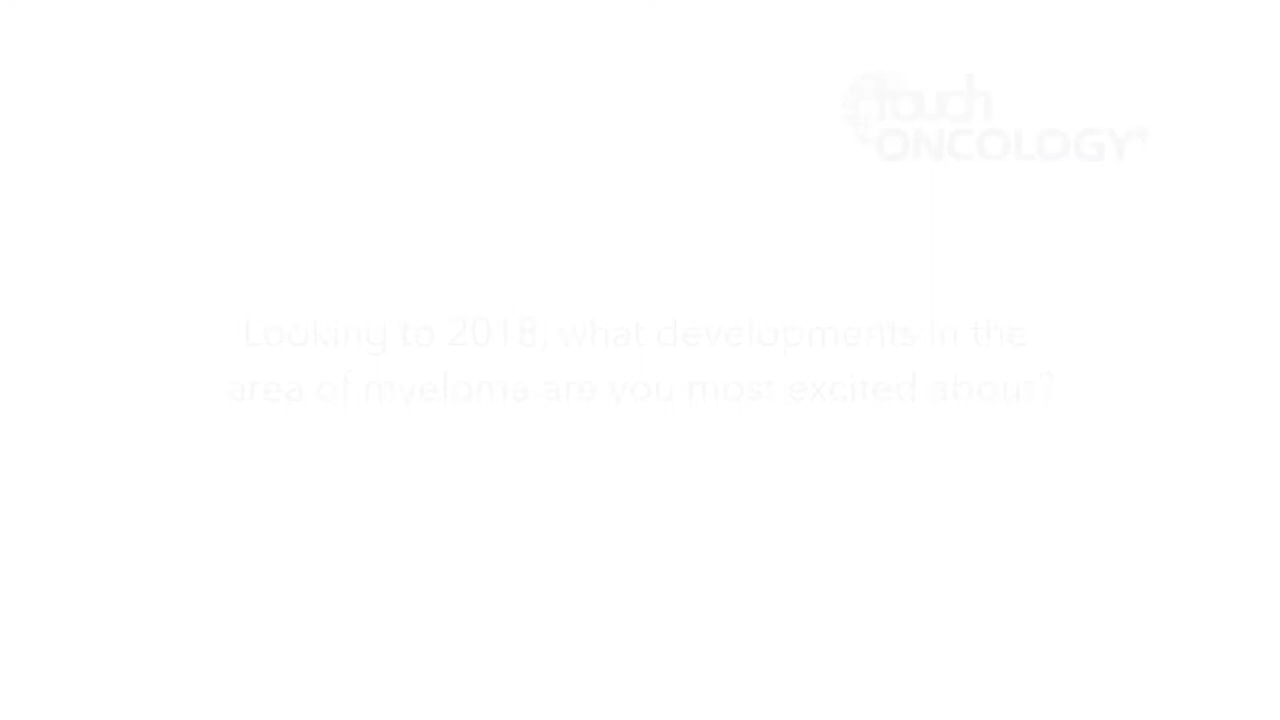 touch
ONCOLOGY®
Looking to 2018, what developments in the
area of myeloma are you most excited about?